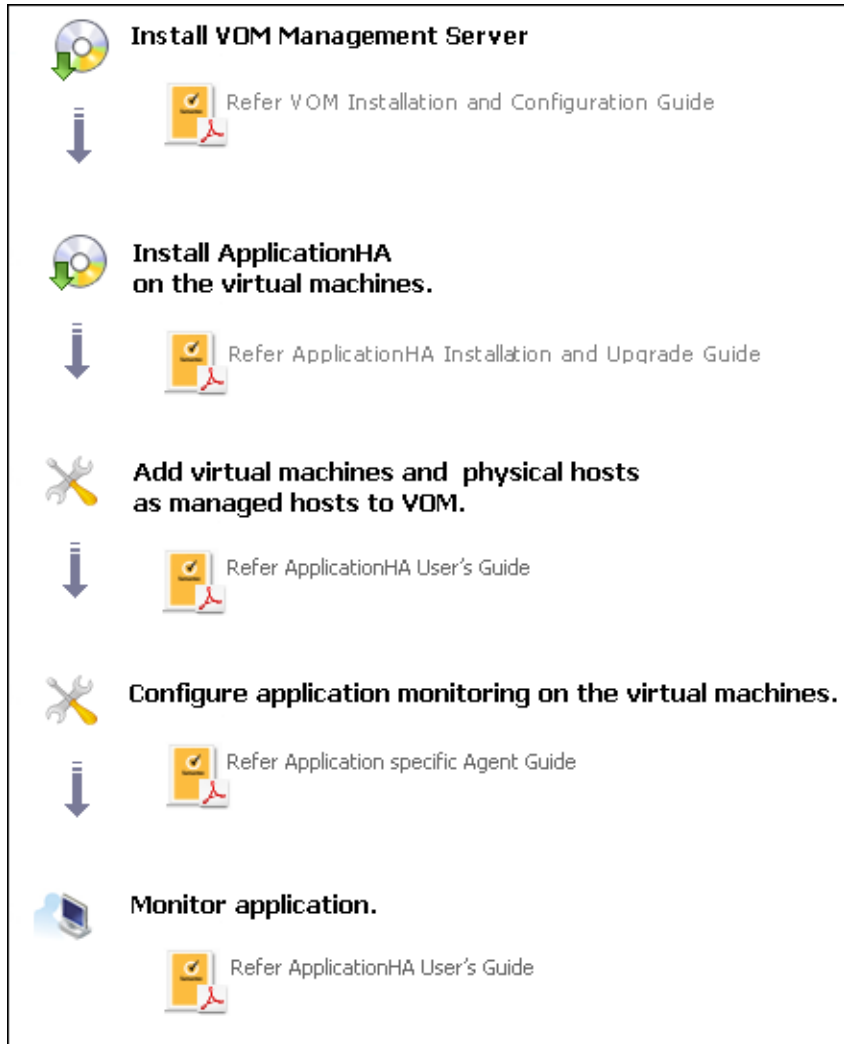 Install VOM Management Server
Refer VOM Installation and Configuration Guide
Install ApplicationHA
on the virtual machines.
Refer ApplicationHA Installation and Upgrade Guide
Add virtual machines and physical hosts
as managed hosts to VOM.
Refer ApplicationHA User's Guide
Configure application monitoring on the virtual machines.
Refer Application specific Agent Guide
Monitor application.
Refer ApplicationHA User's Guide